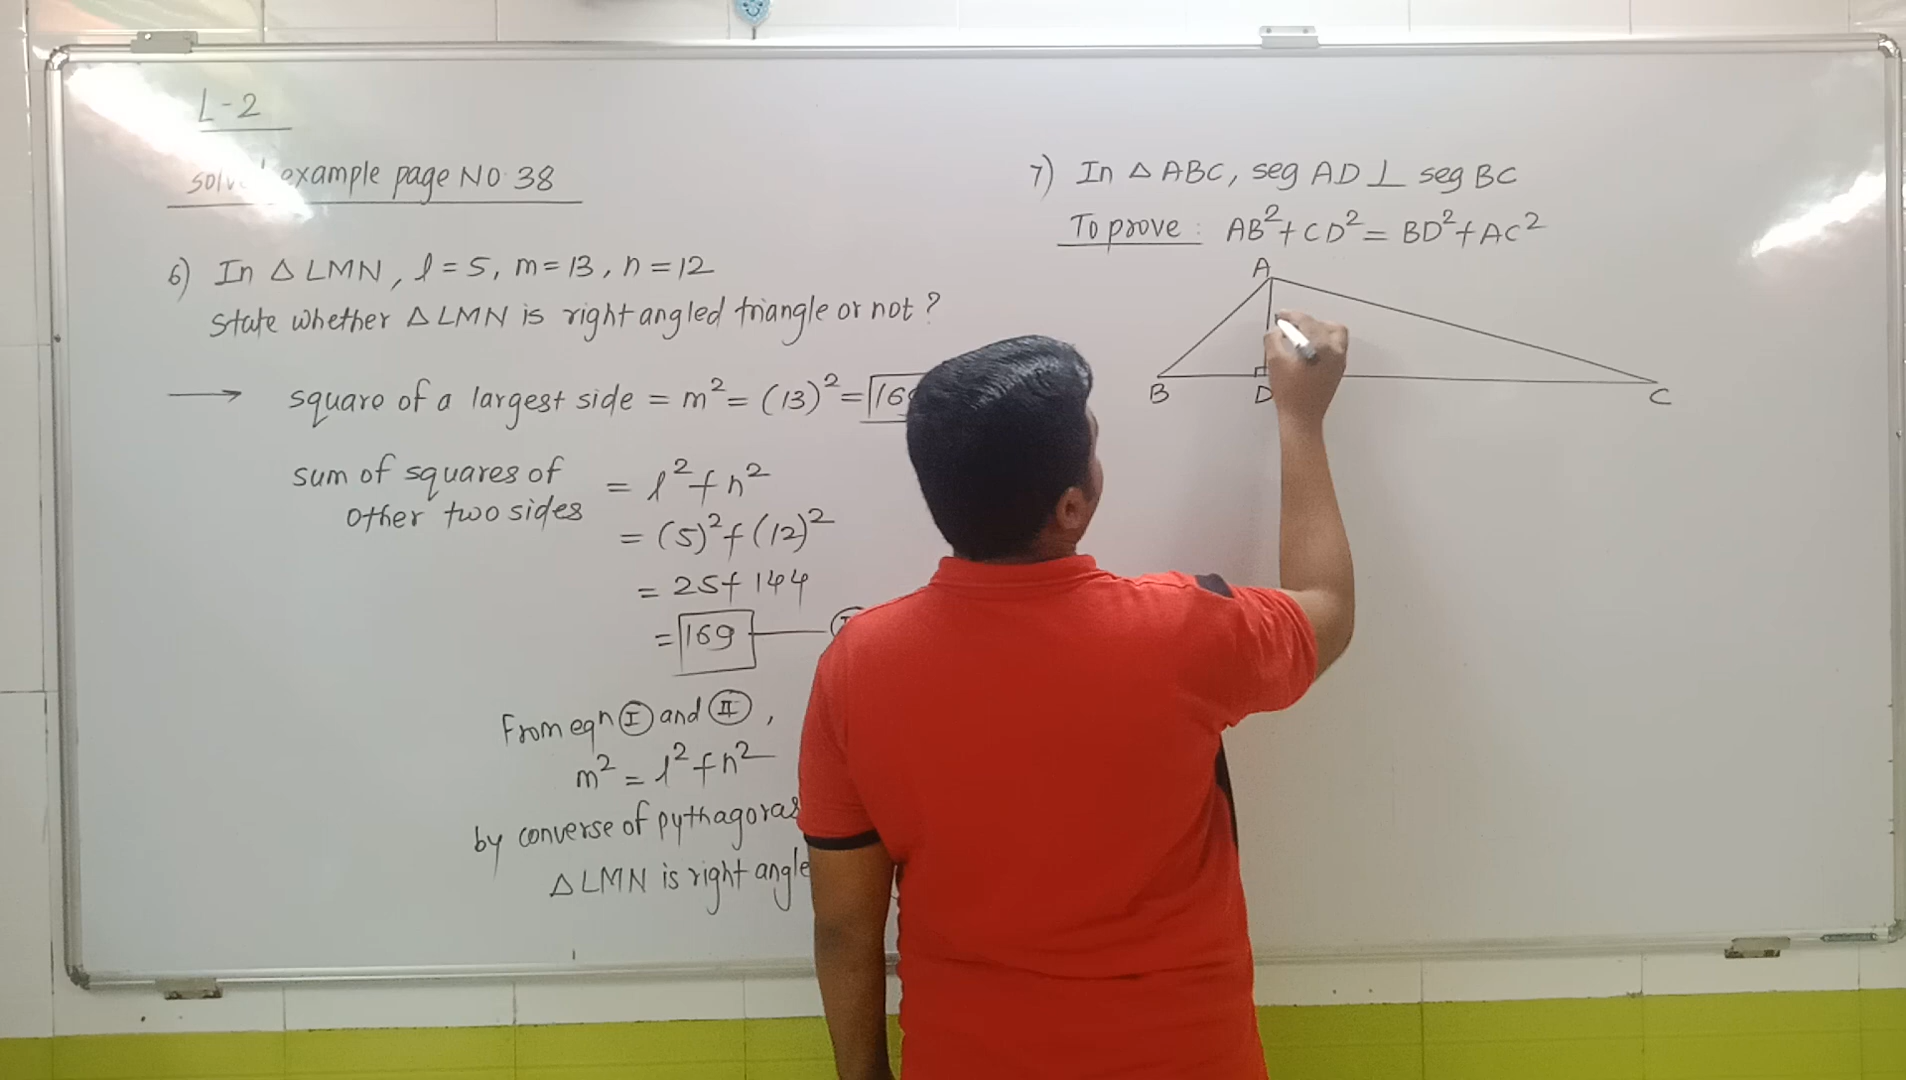 L-2
example page No. 38
6) In △LMN, l = 5, m = 13, n = 12
State whether △LMN is right angled triangle or not?
→ square of a largest side = m² = (13)² = 169
sum of squares of
other two sides = l² + n²
= (5)² + (12)²
= 25 + 144
= 169
From eqn Ⓘ and Ⓘ︎Ⓘ,
m² = l² + n²
by converse of pythagoras
△LMN is right angle
7) In △ABC, seg AD ⊥ seg BC
To prove : AB² + CD² = BD² + AC²
A
B D C